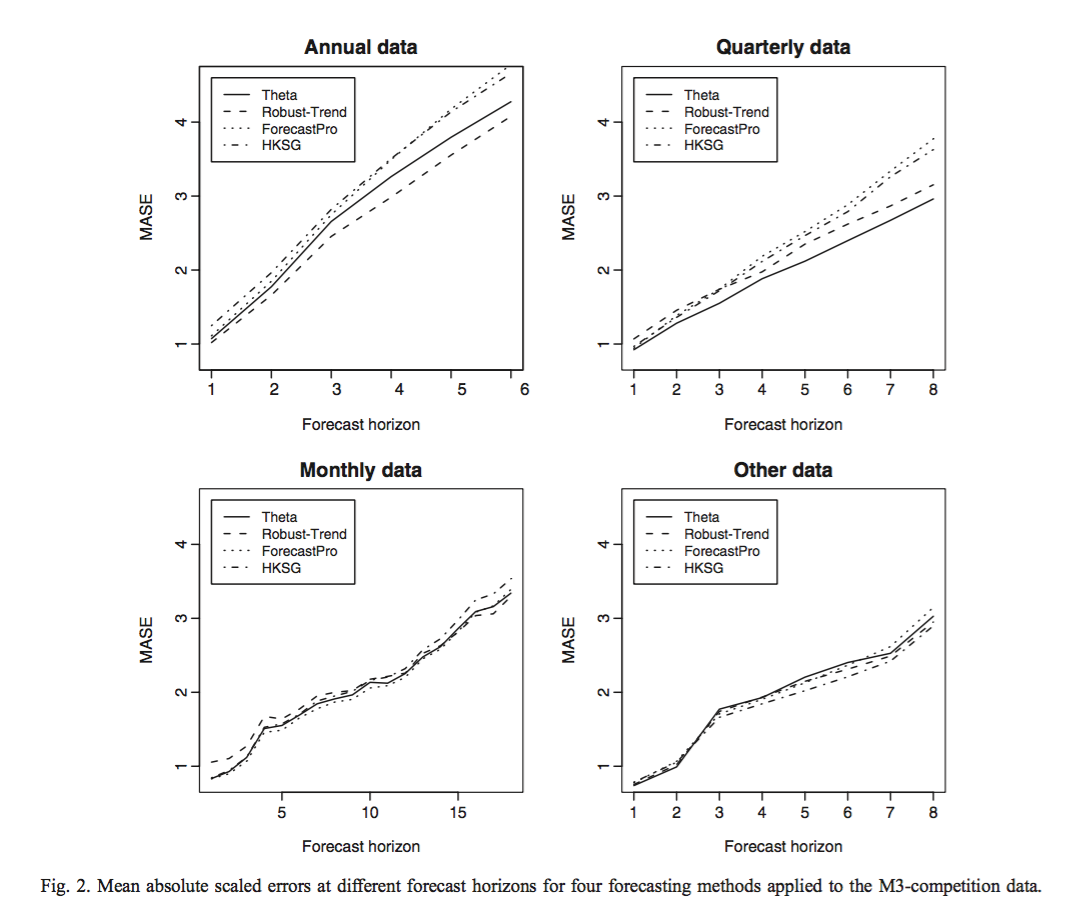 Annual data
Theta
Robust-Trend
ForecastPro
HKSG
MASE
4
3
2
1
1 2 3 4 5 6
Forecast horizon
Quarterly data
Theta
Robust-Trend
ForecastPro
HKSG
MASE
4
3
2
1
1 2 3 4 5 6 7 8
Forecast horizon
Monthly data
Theta
Robust-Trend
ForecastPro
HKSG
MASE
4
3
2
1
5 10 15
Forecast horizon
Other data
Theta
Robust-Trend
ForecastPro
HKSG
MASE
4
3
2
1
1 2 3 4 5 6 7 8
Forecast horizon
Fig. 2. Mean absolute scaled errors at different forecast horizons for four forecasting methods applied to the M3-competition data.